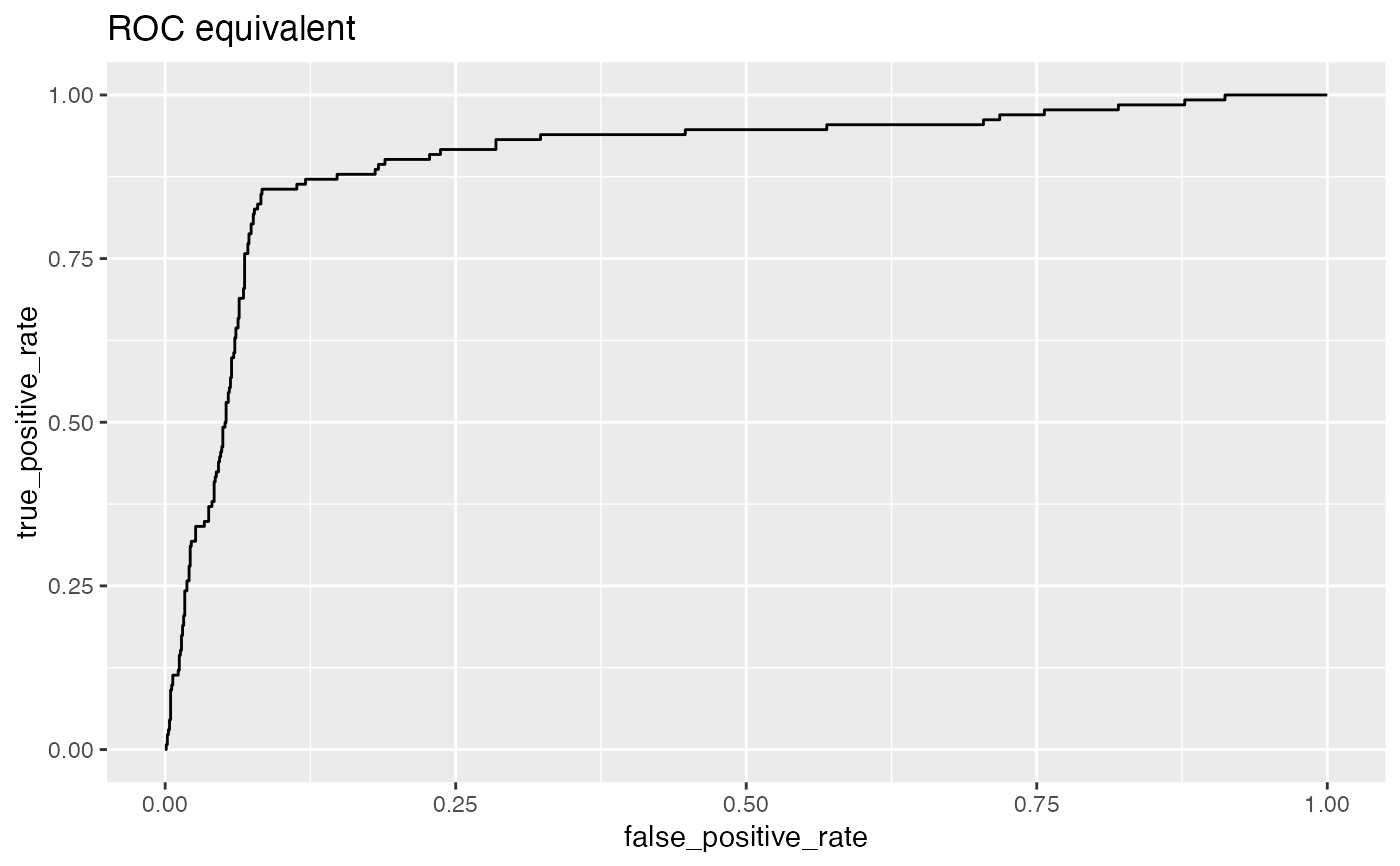 ROC equivalent
1.00
0.75
0.50
0.25
0.00
true_positive_rate
0.00 0.25 0.50 0.75 1.00
false_positive_rate